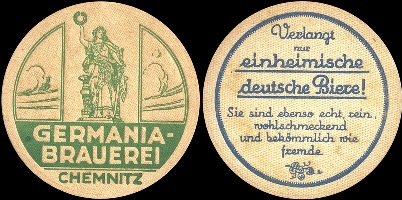 GERMANIA-
BRAUEREI
CHEMNITZ
Verlangt
nur
einheimische
deutsche Biere!
Sie sind ebenso echt, rein,
wohlschmeckend
und bekömmlich wie
fremde